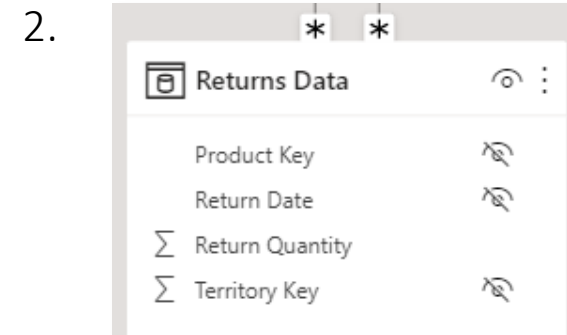 2.
* *
Returns Data
Product Key
Return Date
∑ Return Quantity
∑ Territory Key